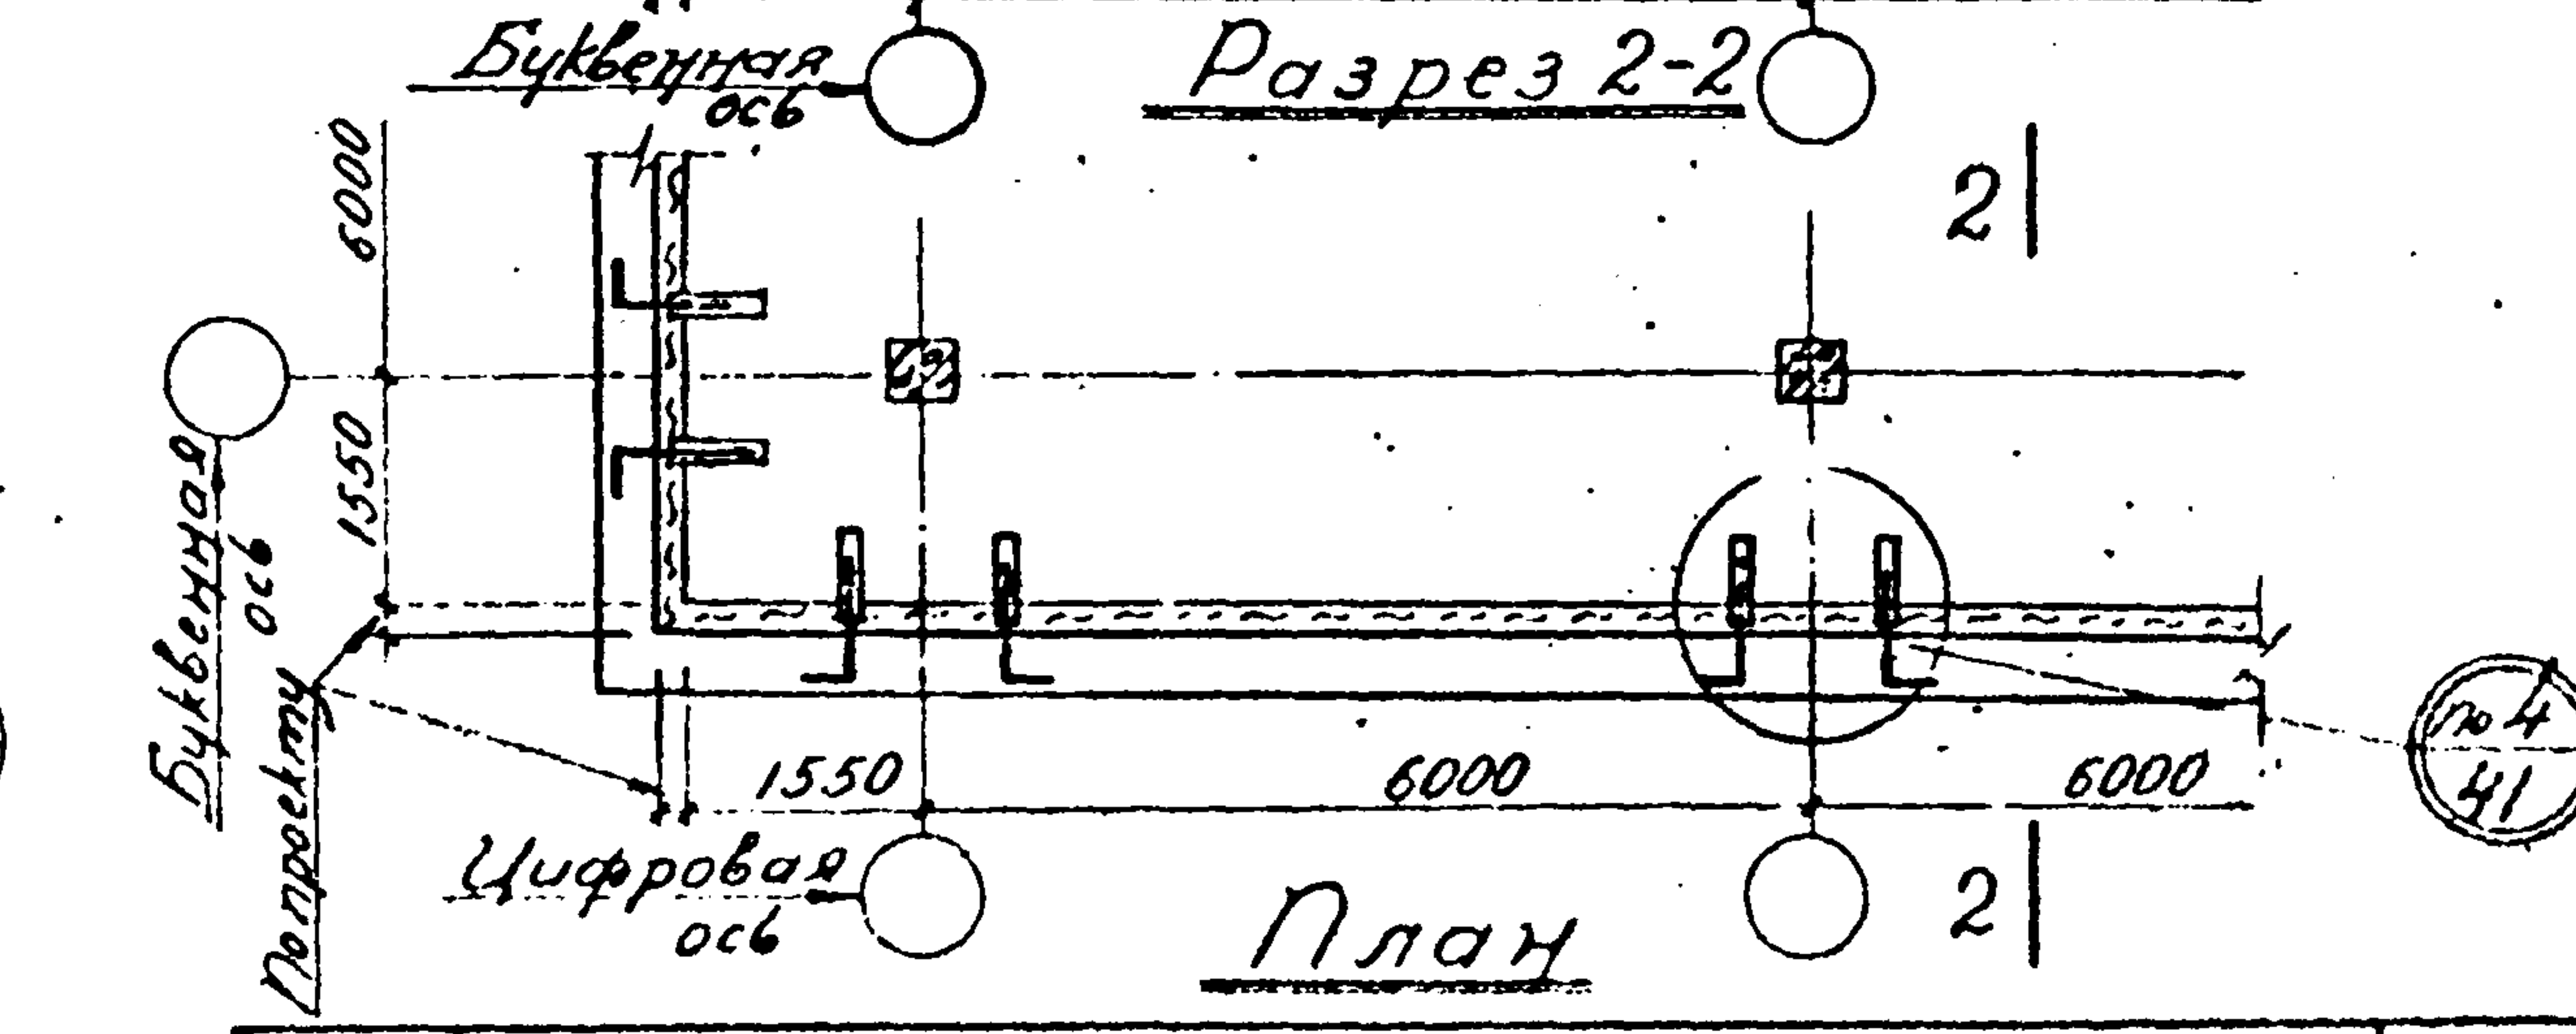 Буквенная
ось
Разрез 2-2
6000
2
1550
Буквенная
ось
По проекту
1550
6000
6000
по 4
41
Цифровая
ось
План
2